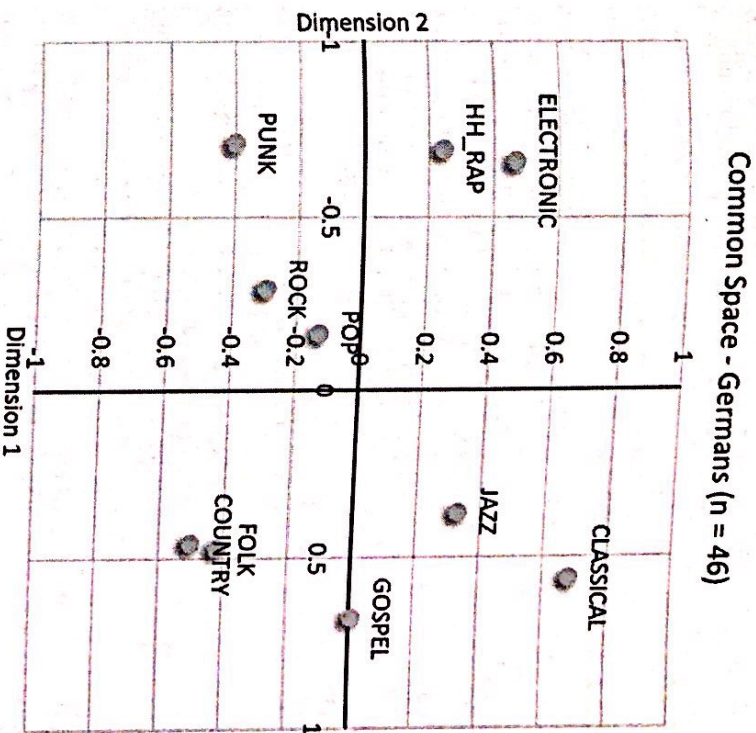 Common Space - Germans (n = 46)
Dimension 2
1
0.8
0.6
0.4
0.2
0
-0.2
-0.4
-0.6
-0.8
-1
-1
-0.5
0
0.5
1
Dimension 1
ELECTRONIC
HH_RAP
PUNK
ROCK
POP
JAZZ
CLASSICAL
GOSPEL
FOLK
COUNTRY